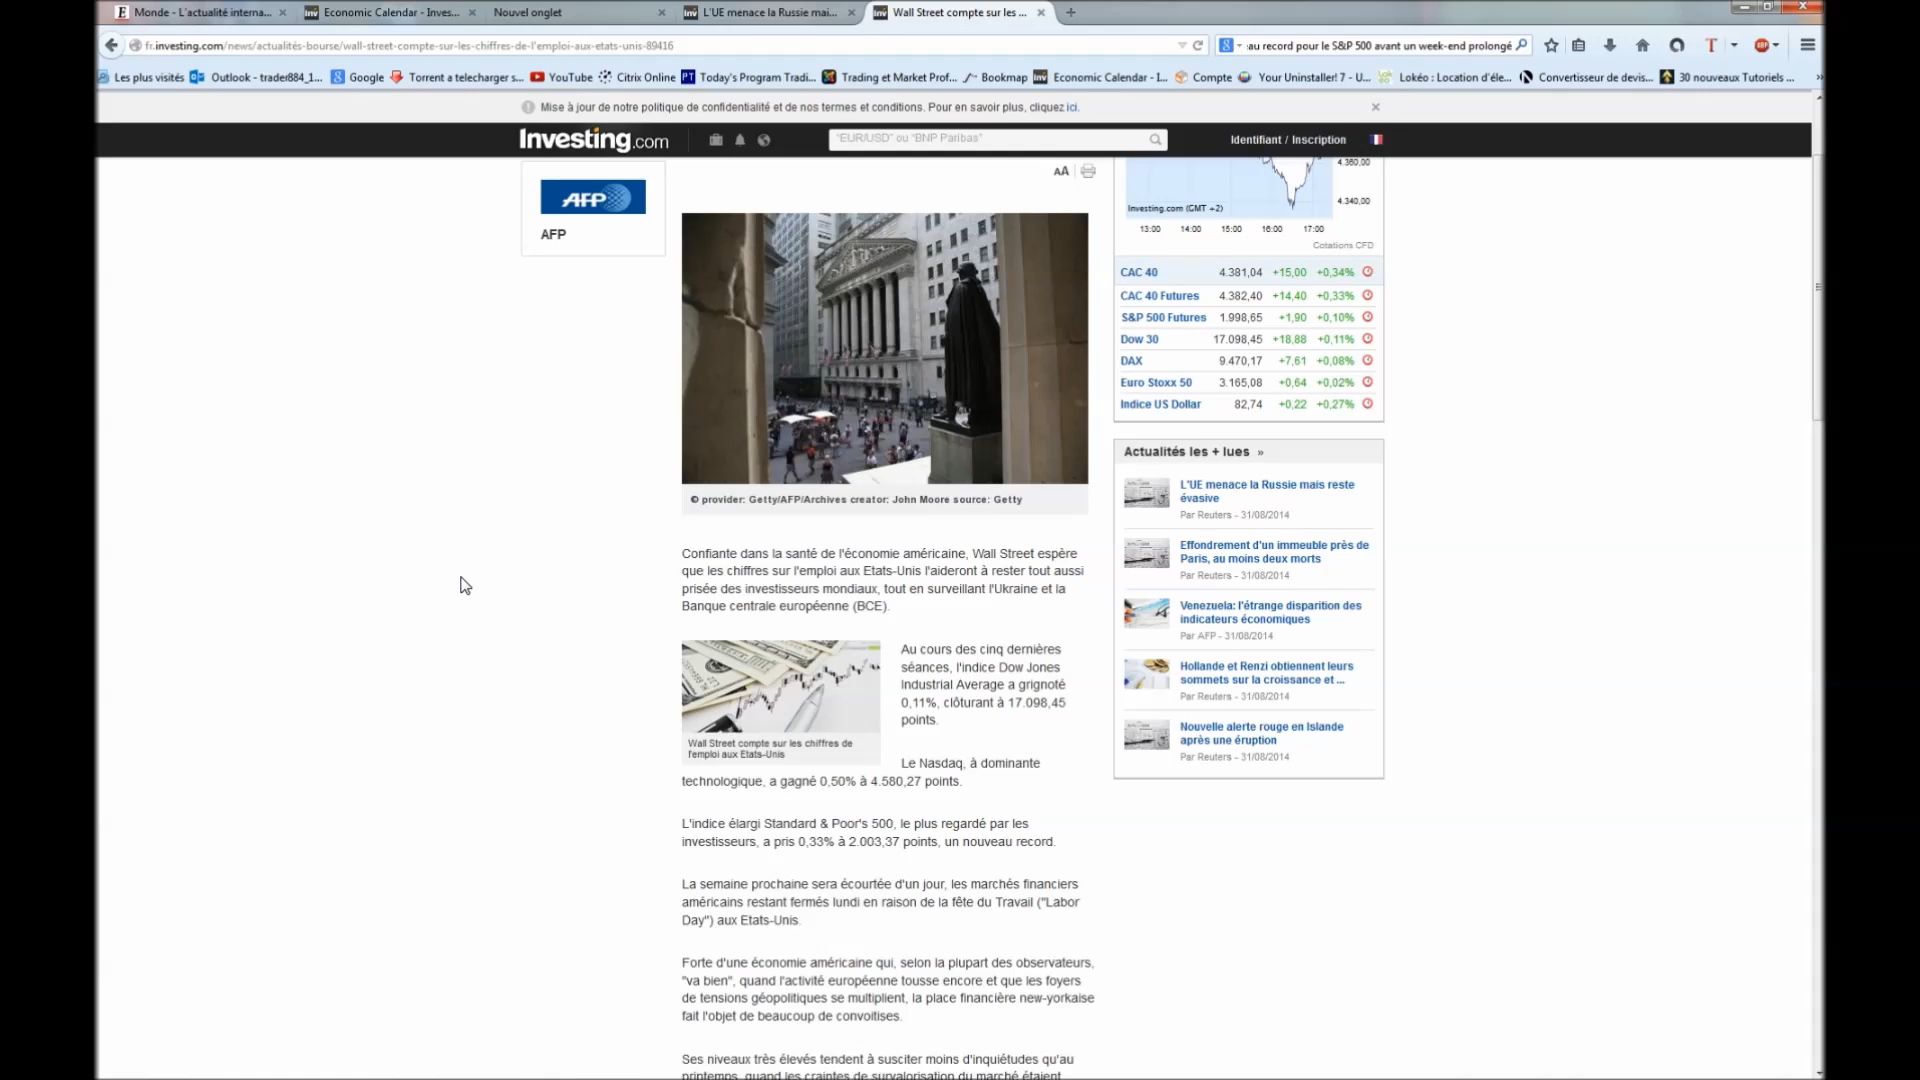 Monde - L'actualité interna...
Economic Calendar - Inves...
Nouvel onglet
L'UE menace la Russie mai...
Wall Street compte sur les ...
fr.investing.com/news/actualités-bourse/wall-street-compte-sur-les-chiffres-de-l'emploi-aux-etats-unis-89416
au record pour le S&P 500 avant un week-end prolongé
Les plus visités
Outlook - trader884_1...
Google
Torrent a telecharger s...
YouTube
Citrix Online
Today's Program Tradi...
Trading et Market Prof...
Bookmap
Economic Calendar - I...
Compte
Your Uninstaller! 7 - U...
Lokéo : Location d'éle...
Convertisseur de devis...
30 nouveaux Tutoriels ...
Mise à jour de notre politique de confidentialité et de nos termes et conditions. Pour en savoir plus, cliquez ici.
Investing.com
"EUR/USD" ou "BNP Paribas"
Identifiant / Inscription
AFP
AFP
AA
4.360,00
4.340,00
Investing.com (GMT +2)
13:00 14:00 15:00 16:00 17:00
Cotations CFD
CAC 40 4.381,04 +15,00 +0,34%
CAC 40 Futures 4.382,40 +14,40 +0,33%
S&P 500 Futures 1.998,65 +1,90 +0,10%
Dow 30 17.098,45 +18,88 +0,11%
DAX 9.470,17 +7,61 +0,08%
Euro Stoxx 50 3.165,08 +0,64 +0,02%
Indice US Dollar 82,74 +0,22 +0,27%
© provider: Getty/AFP/Archives creator: John Moore source: Getty
Confiante dans la santé de l'économie américaine, Wall Street espère
que les chiffres sur l'emploi aux Etats-Unis l'aideront à rester tout aussi
prisée des investisseurs mondiaux, tout en surveillant l'Ukraine et la
Banque centrale européenne (BCE).
Au cours des cinq dernières
séances, l'indice Dow Jones
Industrial Average a grignoté
0,11%, clôturant à 17.098,45
points.
Wall Street compte sur les chiffres de
l'emploi aux Etats-Unis
Le Nasdaq, à dominante
technologique, a gagné 0,50% à 4.580,27 points.
L'indice élargi Standard & Poor's 500, le plus regardé par les
investisseurs, a pris 0,33% à 2.003,37 points, un nouveau record.
La semaine prochaine sera écourtée d'un jour, les marchés financiers
américains restant fermés lundi en raison de la fête du Travail ("Labor
Day") aux Etats-Unis.
Forte d'une économie américaine qui, selon la plupart des observateurs,
"va bien", quand l'activité européenne tousse encore et que les foyers
de tensions géopolitiques se multiplient, la place financière new-yorkaise
fait l'objet de beaucoup de convoitises.
Ses niveaux très élevés tendent à susciter moins d'inquiétudes qu'au
printemps, quand les craintes de survalorisation du marché étaient
Actualités les + lues »
L'UE menace la Russie mais reste
évasive
Par Reuters - 31/08/2014
Effondrement d'un immeuble près de
Paris, au moins deux morts
Par Reuters - 31/08/2014
Venezuela: l'étrange disparition des
indicateurs économiques
Par AFP - 31/08/2014
Hollande et Renzi obtiennent leurs
sommets sur la croissance et ...
Par Reuters - 31/08/2014
Nouvelle alerte rouge en Islande
après une éruption
Par Reuters - 31/08/2014